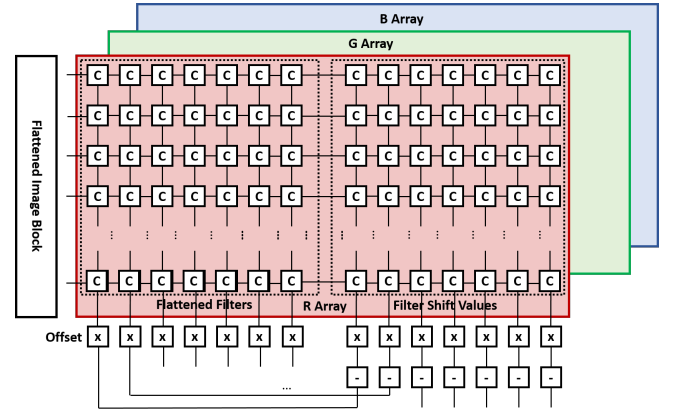 B Array
G Array
C C C C C C C C C C C C C C
C C C C C C C C C C C C C C
C C C C C C C C C C C C C C
C C C C C C C C C C C C C C
C C C C C C C C C C C C C C
Flattened Image Block
Flattened Filters R Array Filter Shift Values
Offset x x x x x x x x x x x x x x
- - - - - - -
...